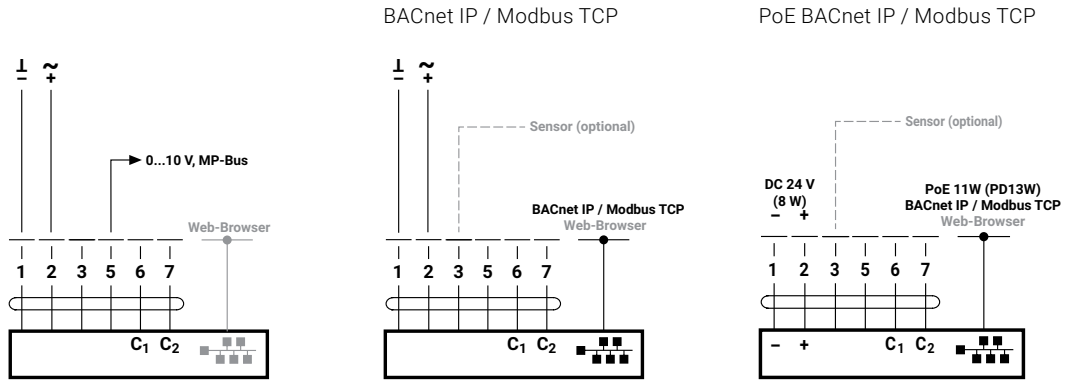 BACnet IP / Modbus TCP
PoE BACnet IP / Modbus TCP
⊥ ~
– +
0...10 V, MP-Bus
Web-Browser
1 2 3 5 6 7
C1 C2
⊥ ~
– +
Sensor (optional)
BACnet IP / Modbus TCP
Web-Browser
1 2 3 5 6 7
C1 C2
Sensor (optional)
DC 24 V
(8 W)
– +
PoE 11W (PD13W)
BACnet IP / Modbus TCP
Web-Browser
1 2 3 5 6 7
– + C1 C2